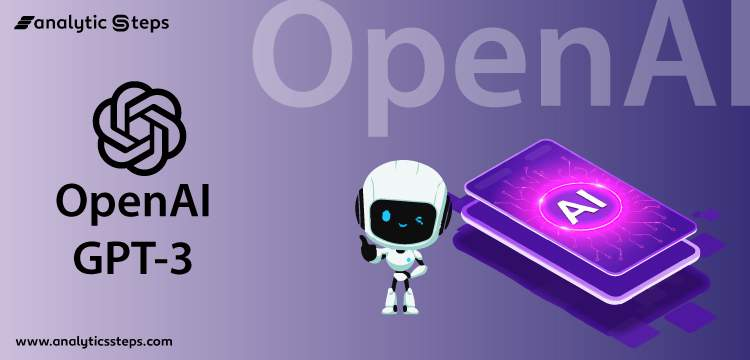 analytic Steps
OpenAI
OpenAI
GPT-3
AI
www.analyticssteps.com